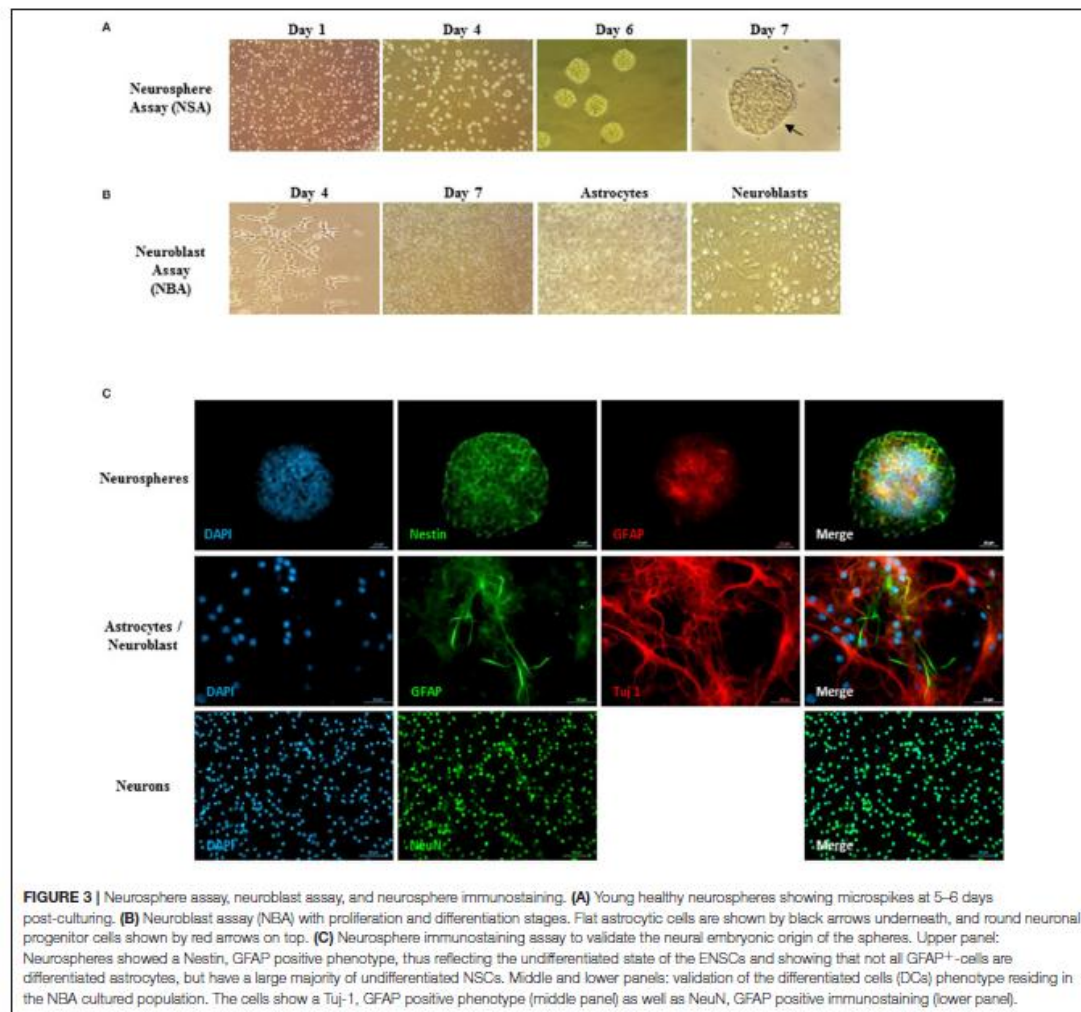 A
Day 1 Day 4 Day 6 Day 7
Neurosphere
Assay (NSA)
B
Day 4 Day 7 Astrocytes Neuroblasts
Neuroblast
Assay
(NBA)
C
Neurospheres
DAPI Nestin GFAP Merge
Astrocytes /
Neuroblast
DAPI GFAP Tuj 1 Merge
Neurons
DAPI NeuN Merge
FIGURE 3 | Neurosphere assay, neuroblast assay, and neurosphere immunostaining. (A) Young healthy neurospheres showing microspikes at 5–6 days
post-culturing. (B) Neuroblast assay (NBA) with proliferation and differentiation stages. Flat astrocytic cells are shown by black arrows underneath, and round neuronal
progenitor cells shown by red arrows on top. (C) Neurosphere immunostaining assay to validate the neural embryonic origin of the spheres. Upper panel:
Neurospheres showed a Nestin, GFAP positive phenotype, thus reflecting the undifferentiated state of the ENSCs and showing that not all GFAP⁺-cells are
differentiated astrocytes, but have a large majority of undifferentiated NSCs. Middle and lower panels: validation of the differentiated cells (DCs) phenotype residing in
the NBA cultured population. The cells show a Tuj-1, GFAP positive phenotype (middle panel) as well as NeuN, GFAP positive immunostaining (lower panel).